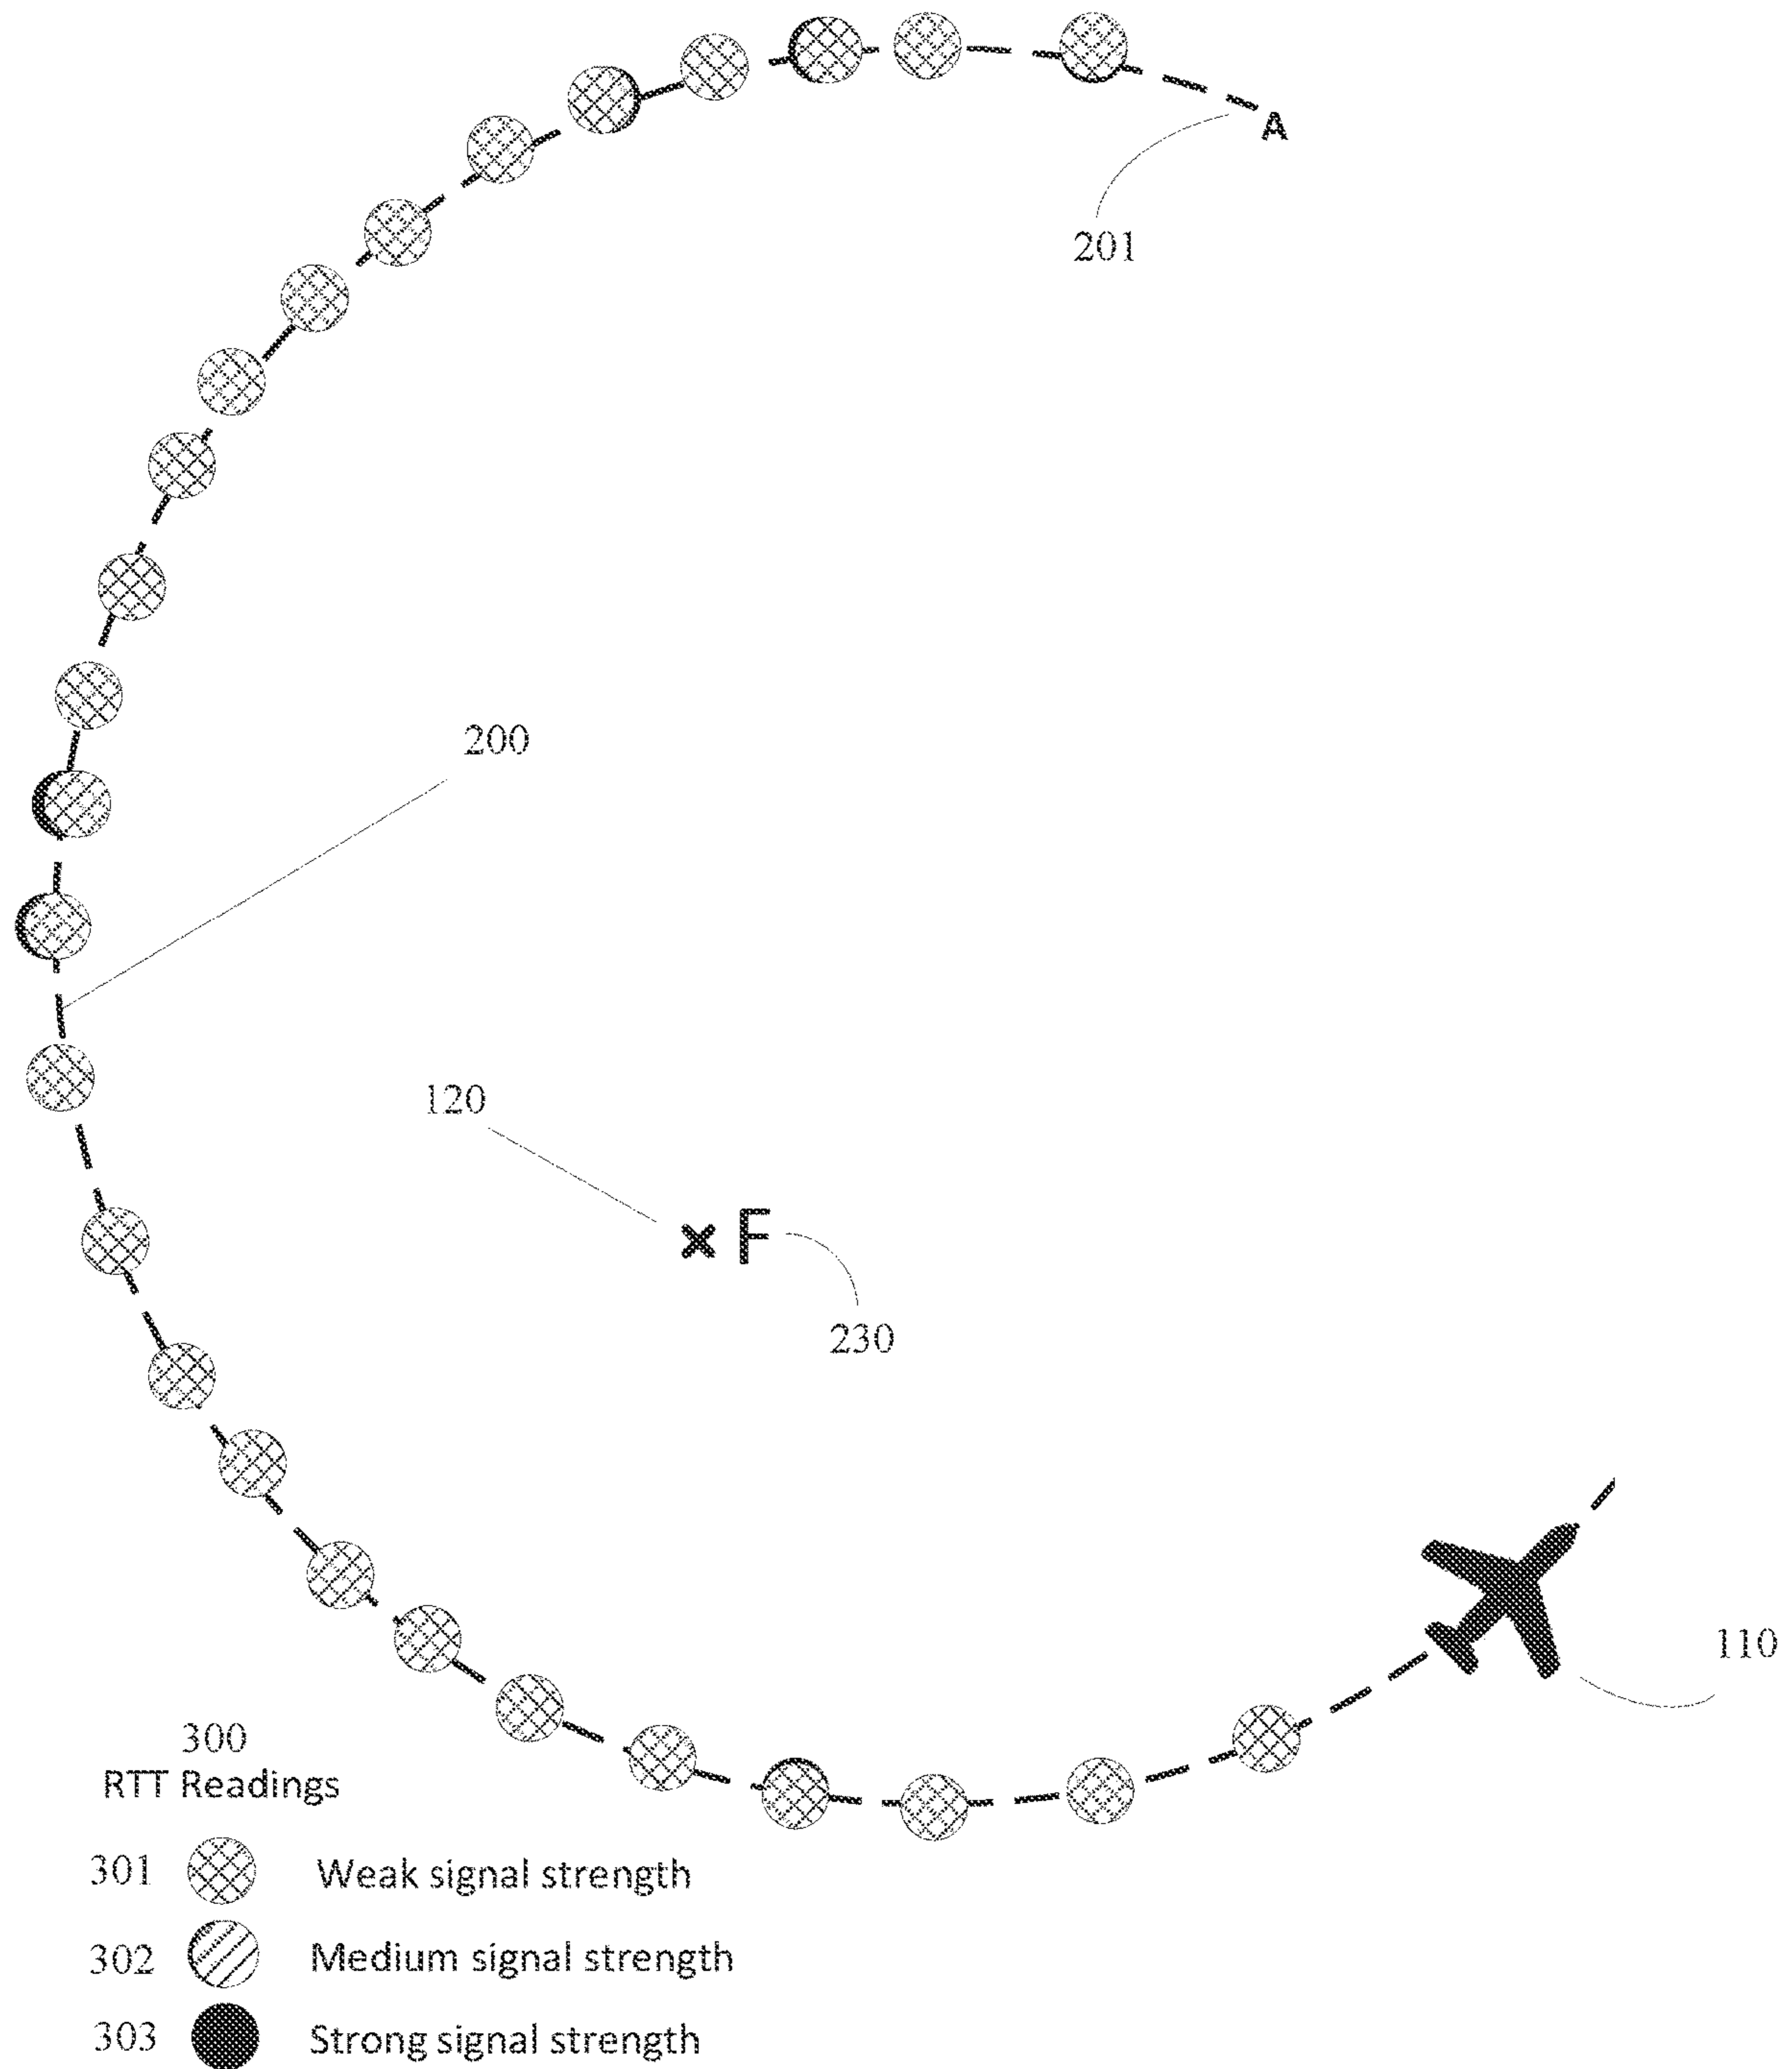 A
201
200
120
F
230
110
300
RTT Readings
301 Weak signal strength
302 Medium signal strength
303 Strong signal strength